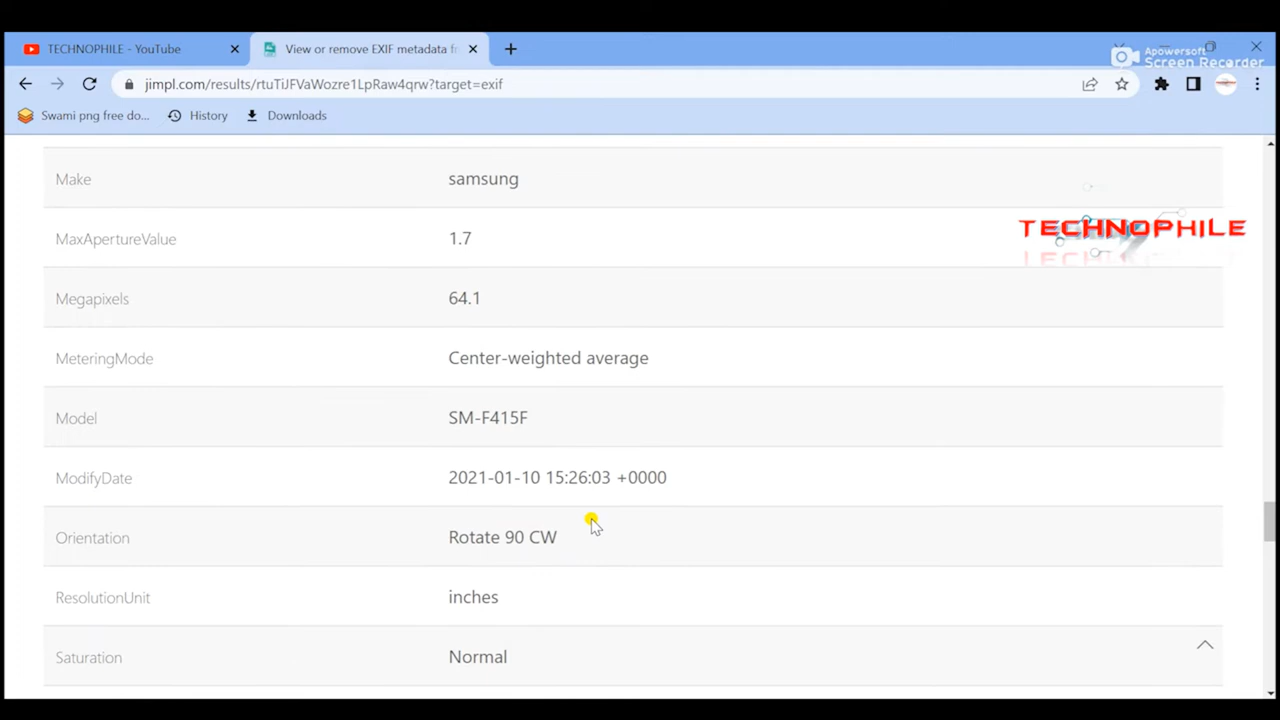 TECHNOPHILE - YouTube
View or remove EXIF metadata fr
Apowersoft
Screen Recorder
jimpl.com/results/rtuTiJFVaWozre1LpRaw4qrw?target=exif
Swami png free do...
History
Downloads
Make samsung
TECHNOPHILE
MaxApertureValue 1.7
Megapixels 64.1
MeteringMode Center-weighted average
Model SM-F415F
ModifyDate 2021-01-10 15:26:03 +0000
Orientation Rotate 90 CW
ResolutionUnit inches
Saturation Normal